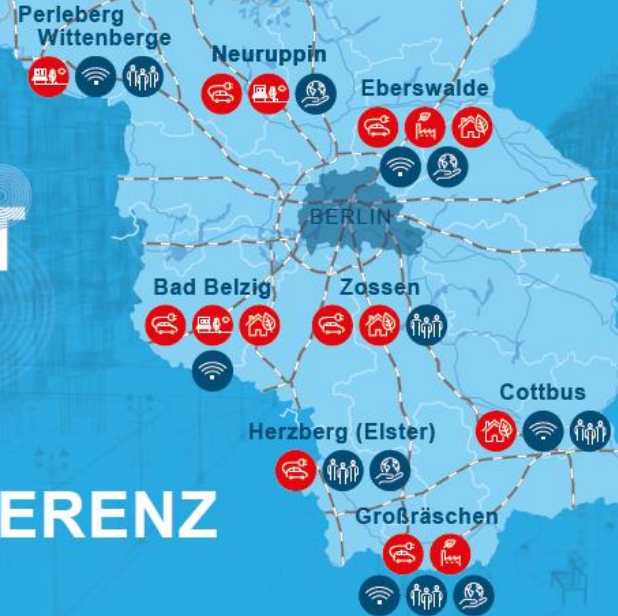 Perleberg
Wittenberge
Neuruppin
Eberswalde
BERLIN
Bad Belzig
Zossen
Cottbus
Herzberg (Elster)
ERENZ
Großräschen